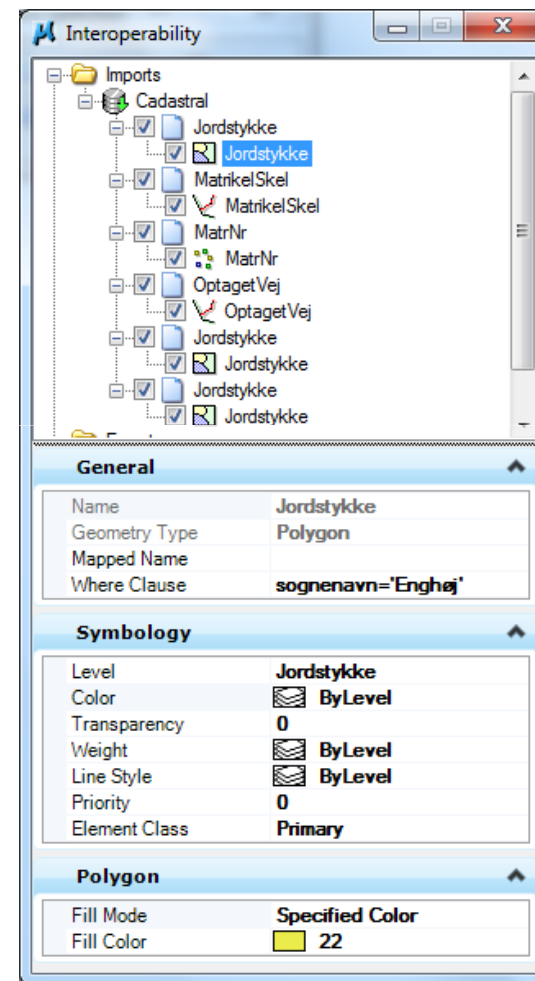 Interoperability
Imports
Cadastral
Jordstykke
Jordstykke
MatrikelSkel
MatrikelSkel
MatrNr
MatrNr
OptagetVej
OptagetVej
Jordstykke
Jordstykke
Jordstykke
Jordstykke
General
Name Jordstykke
Geometry Type Polygon
Mapped Name
Where Clause sognenavn='Enghøj'
Symbology
Level Jordstykke
Color ByLevel
Transparency 0
Weight ByLevel
Line Style ByLevel
Priority 0
Element Class Primary
Polygon
Fill Mode Specified Color
Fill Color 22